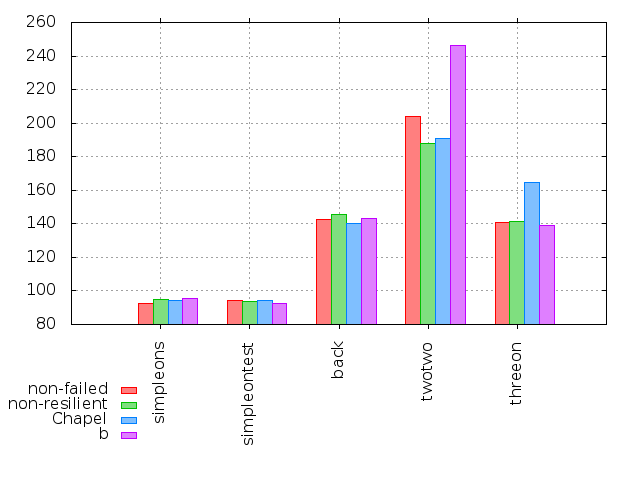 260
240
220
200
180
160
140
120
100
80
simpleons
simpleontest
back
twotwo
threeon
non-failed
non-resilient
Chapel
b